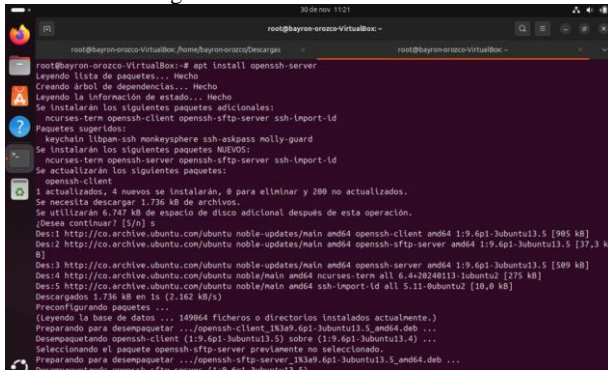 30 de nov 11:21
root@bayron-orozco-VirtualBox: ~
root@bayron-orozco-VirtualBox: /home/bayron-orozco/Descargas
root@bayron-orozco-VirtualBox: ~
root@bayron-orozco-VirtualBox:~# apt install openssh-server
Leyendo lista de paquetes... Hecho
Creando árbol de dependencias... Hecho
Leyendo la información de estado... Hecho
Se instalarán los siguientes paquetes adicionales:
ncurses-term openssh-client openssh-sftp-server ssh-import-id
Paquetes sugeridos:
keychain libpam-ssh monkeysphere ssh-askpass molly-guard
Se instalarán los siguientes paquetes NUEVOS:
ncurses-term openssh-server openssh-sftp-server ssh-import-id
Se actualizarán los siguientes paquetes:
openssh-client
1 actualizados, 4 nuevos se instalarán, 0 para eliminar y 200 no actualizados.
Se necesita descargar 1.736 kB de archivos.
Se utilizarán 6.747 kB de espacio de disco adicional después de esta operación.
¿Desea continuar? [S/n] s
Des:1 http://co.archive.ubuntu.com/ubuntu noble-updates/main amd64 openssh-client amd64 1:9.6p1-3ubuntu13.5 [905 kB]
Des:2 http://co.archive.ubuntu.com/ubuntu noble-updates/main amd64 openssh-sftp-server amd64 1:9.6p1-3ubuntu13.5 [37,3 k
B]
Des:3 http://co.archive.ubuntu.com/ubuntu noble-updates/main amd64 openssh-server amd64 1:9.6p1-3ubuntu13.5 [509 kB]
Des:4 http://co.archive.ubuntu.com/ubuntu noble/main amd64 ncurses-term all 6.4+20240113-1ubuntu2 [275 kB]
Des:5 http://co.archive.ubuntu.com/ubuntu noble/main amd64 ssh-import-id all 5.11-0ubuntu2 [10,0 kB]
Descargados 1.736 kB en 1s (2.162 kB/s)
Preconfigurando paquetes ...
(Leyendo la base de datos ... 149064 ficheros o directorios instalados actualmente.)
Preparando para desempaquetar .../openssh-client_1%3a9.6p1-3ubuntu13.5_amd64.deb ...
Desempaquetando openssh-client (1:9.6p1-3ubuntu13.5) sobre (1:9.6p1-3ubuntu13.4) ...
Seleccionando el paquete openssh-sftp-server previamente no seleccionado.
Preparando para desempaquetar .../openssh-sftp-server_1%3a9.6p1-3ubuntu13.5_amd64.deb ...
Desempaquetando openssh-sftp-server (1:9.6p1-3ubuntu13.5) ...